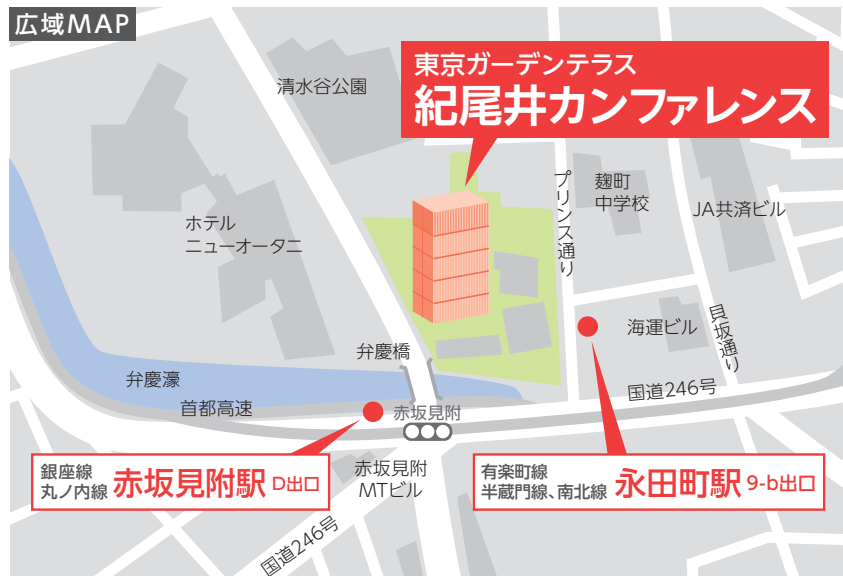 広域MAP
東京ガーデンテラス
紀尾井カンファレンス
清水谷公園
プリンス通り
麹町
中学校
JA共済ビル
ホテル
ニューオータニ
海運ビル
貝坂通り
弁慶橋
弁慶濠
国道246号
首都高速
赤坂見附
銀座線
丸ノ内線
赤坂見附駅 D出口
赤坂見附
MTビル
有楽町線
半蔵門線、南北線
永田町駅 9-b出口
国道246号